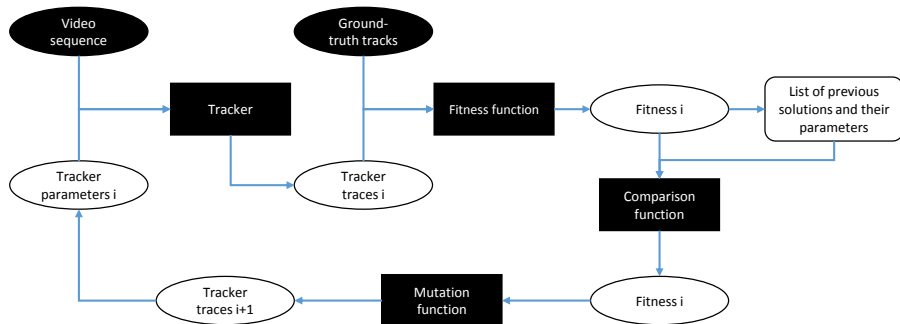 Video
sequence
Ground-
truth tracks
Tracker
Fitness function
Fitness i
List of previous
solutions and their
parameters
Tracker
parameters i
Tracker
traces i
Comparison
function
Tracker
traces i+1
Mutation
function
Fitness i